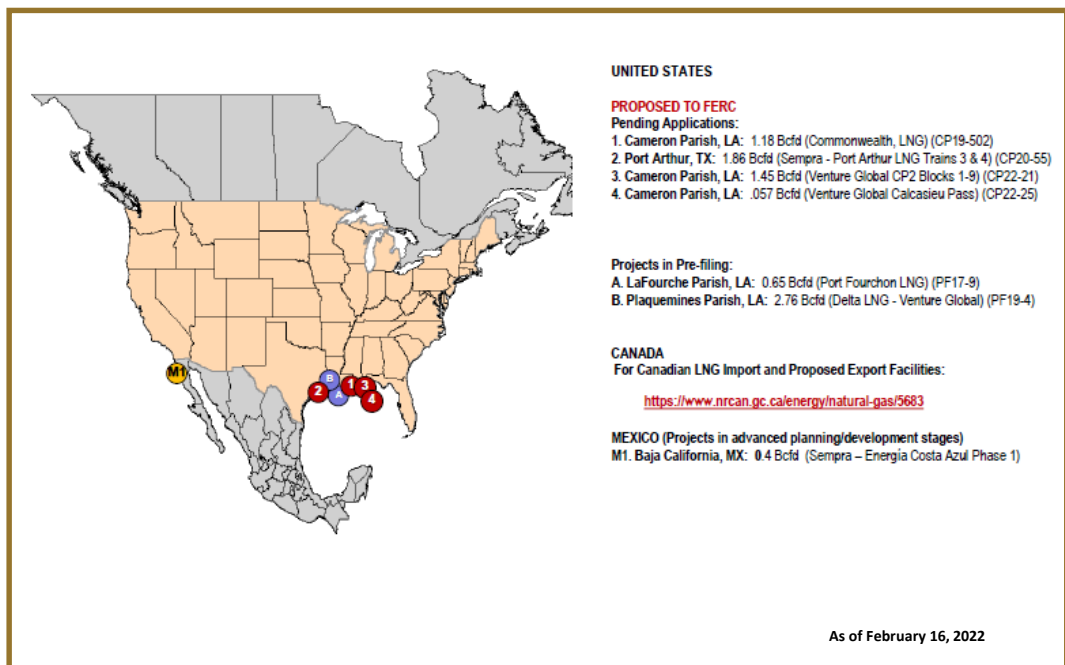 UNITED STATES
PROPOSED TO FERC
Pending Applications:
1. Cameron Parish, LA: 1.18 Bcfd (Commonwealth, LNG) (CP19-502)
2. Port Arthur, TX: 1.86 Bcfd (Sempra - Port Arthur LNG Trains 3 & 4) (CP20-55)
3. Cameron Parish, LA: 1.45 Bcfd (Venture Global CP2 Blocks 1-9) (CP22-21)
4. Cameron Parish, LA: .057 Bcfd (Venture Global Calcasieu Pass) (CP22-25)
Projects in Pre-filing:
A. LaFourche Parish, LA: 0.65 Bcfd (Port Fourchon LNG) (PF17-9)
B. Plaquemines Parish, LA: 2.76 Bcfd (Delta LNG - Venture Global) (PF19-4)
CANADA
For Canadian LNG Import and Proposed Export Facilities:
https://www.nrcan.gc.ca/energy/natural-gas/5683
MEXICO (Projects in advanced planning/development stages)
M1. Baja California, MX: 0.4 Bcfd (Sempra – Energía Costa Azul Phase 1)
M1
B
2
A
1
3
4
As of February 16, 2022